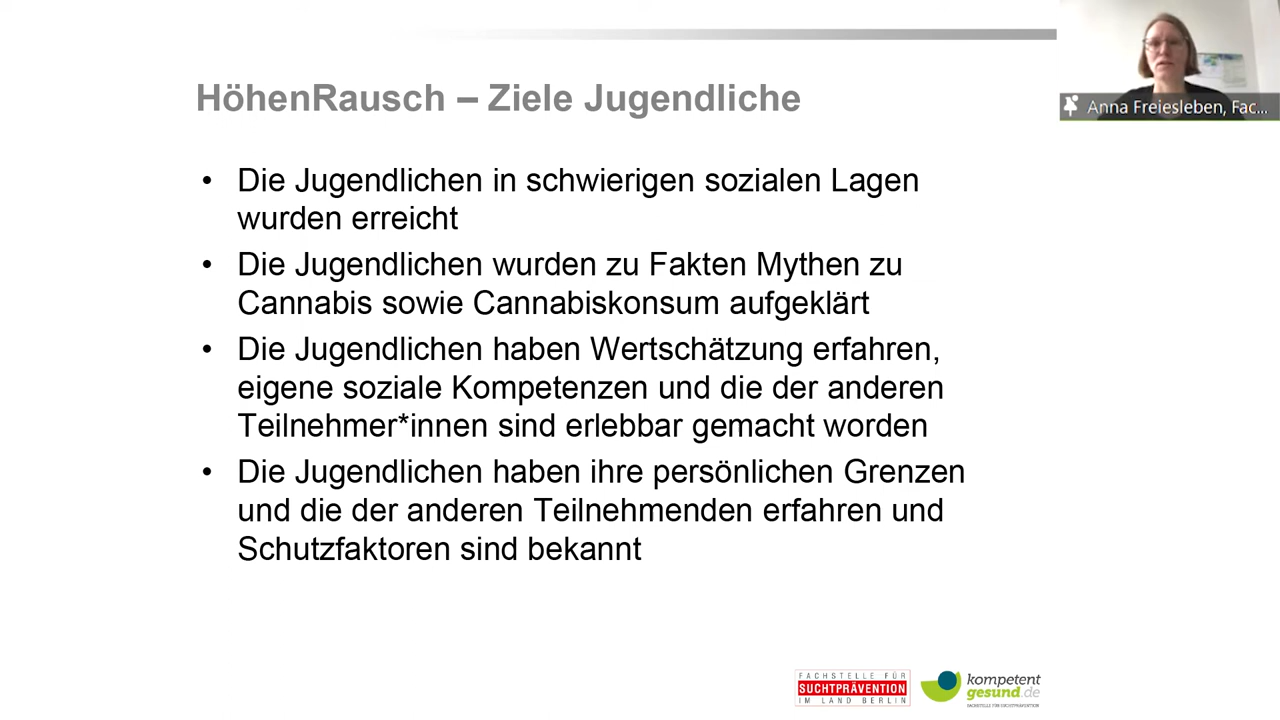 HöhenRausch – Ziele Jugendliche
Anna Freiesleben, Fac...
• Die Jugendlichen in schwierigen sozialen Lagen
wurden erreicht
• Die Jugendlichen wurden zu Fakten Mythen zu
Cannabis sowie Cannabiskonsum aufgeklärt
• Die Jugendlichen haben Wertschätzung erfahren,
eigene soziale Kompetenzen und die der anderen
Teilnehmer*innen sind erlebbar gemacht worden
• Die Jugendlichen haben ihre persönlichen Grenzen
und die der anderen Teilnehmenden erfahren und
Schutzfaktoren sind bekannt
FACHSTELLE FÜR
SUCHTPRÄVENTION
IM LAND BERLIN
kompetent
gesund.de
FACHSTELLE FÜR SUCHTPRÄVENTION